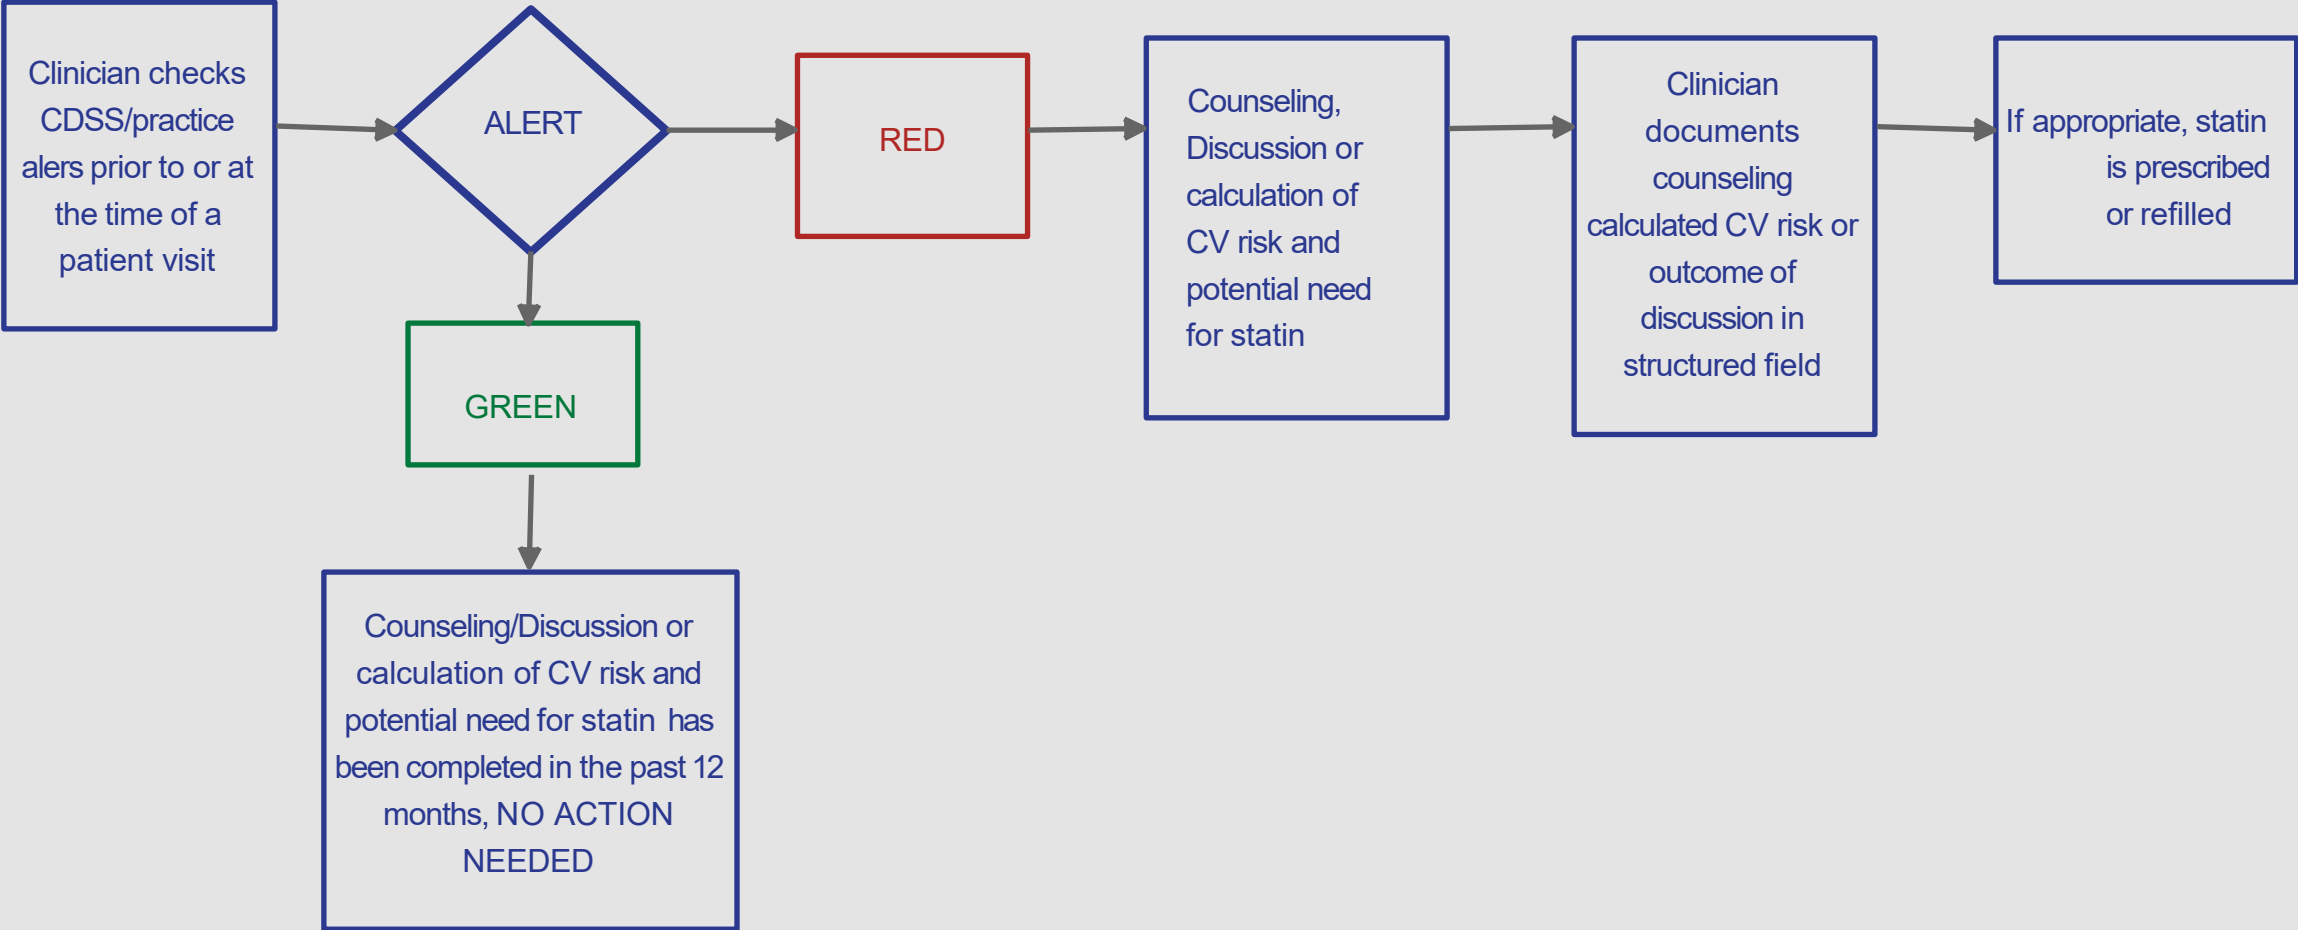 Clinician checks
CDSS/practice
alers prior to or at
the time of a
patient visit
ALERT
RED
Counseling,
Discussion or
calculation of
CV risk and
potential need
for statin
Clinician
documents
counseling
calculated CV risk or
outcome of
discussion in
structured field
If appropriate, statin
is prescribed
or refilled
GREEN
Counseling/Discussion or
calculation of CV risk and
potential need for statin has
been completed in the past 12
months, NO ACTION
NEEDED